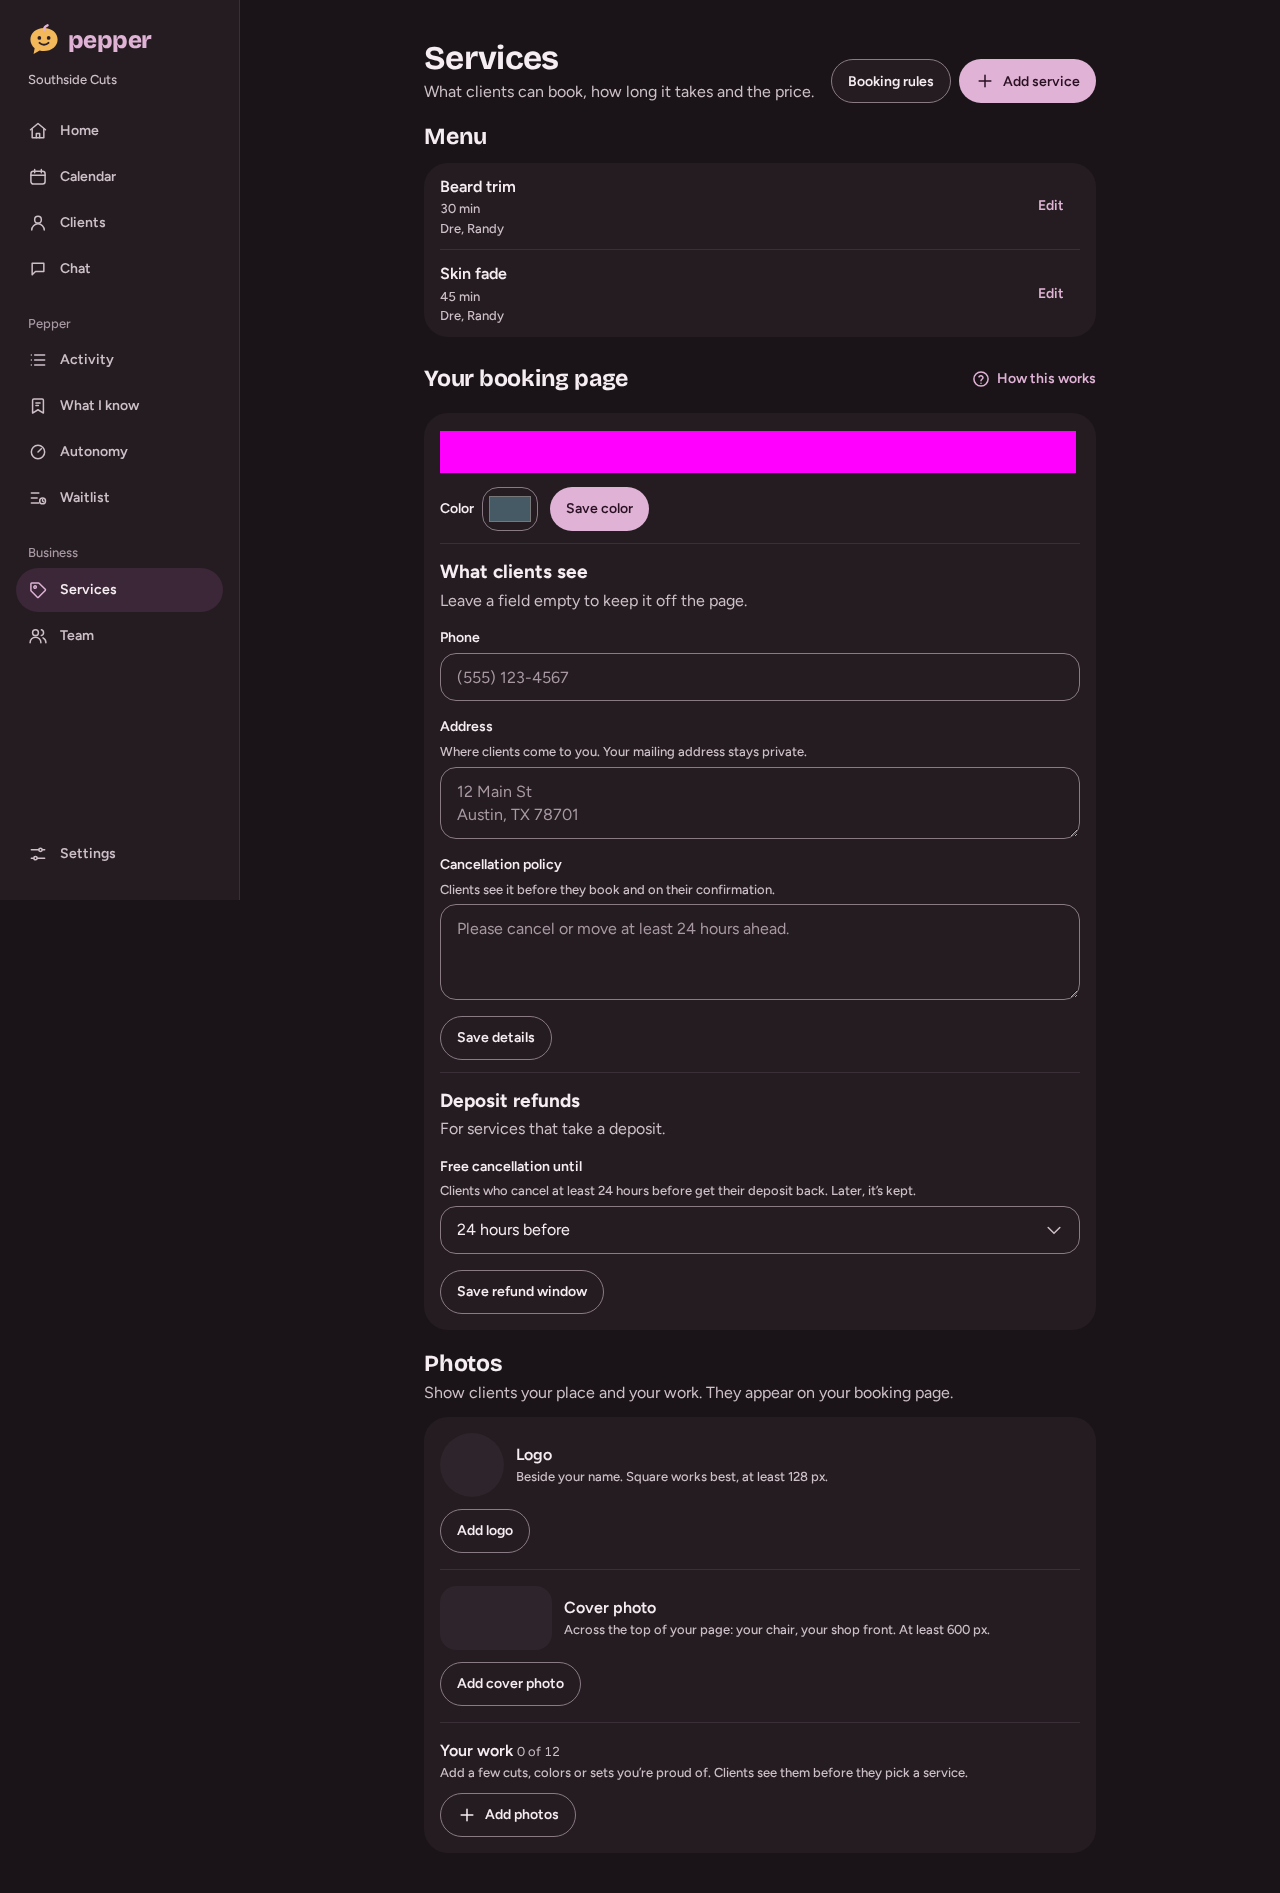 pepper
Southside Cuts
Home
Calendar
Clients
Chat
Pepper
Activity
What I know
Autonomy
Waitlist
Business
Services
Team
Settings
Services
What clients can book, how long it takes and the price.
Booking rules
Add service
Menu
Beard trim
30 min
Dre, Randy
Edit
Skin fade
45 min
Dre, Randy
Edit
Your booking page
How this works
Color
Save color
What clients see
Leave a field empty to keep it off the page.
Phone
(555) 123-4567
Address
Where clients come to you. Your mailing address stays private.
12 Main St
Austin, TX 78701
Cancellation policy
Clients see it before they book and on their confirmation.
Please cancel or move at least 24 hours ahead.
Save details
Deposit refunds
For services that take a deposit.
Free cancellation until
Clients who cancel at least 24 hours before get their deposit back. Later, it’s kept.
24 hours before
Save refund window
Photos
Show clients your place and your work. They appear on your booking page.
Logo
Beside your name. Square works best, at least 128 px.
Add logo
Cover photo
Across the top of your page: your chair, your shop front. At least 600 px.
Add cover photo
Your work 0 of 12
Add a few cuts, colors or sets you’re proud of. Clients see them before they pick a service.
Add photos